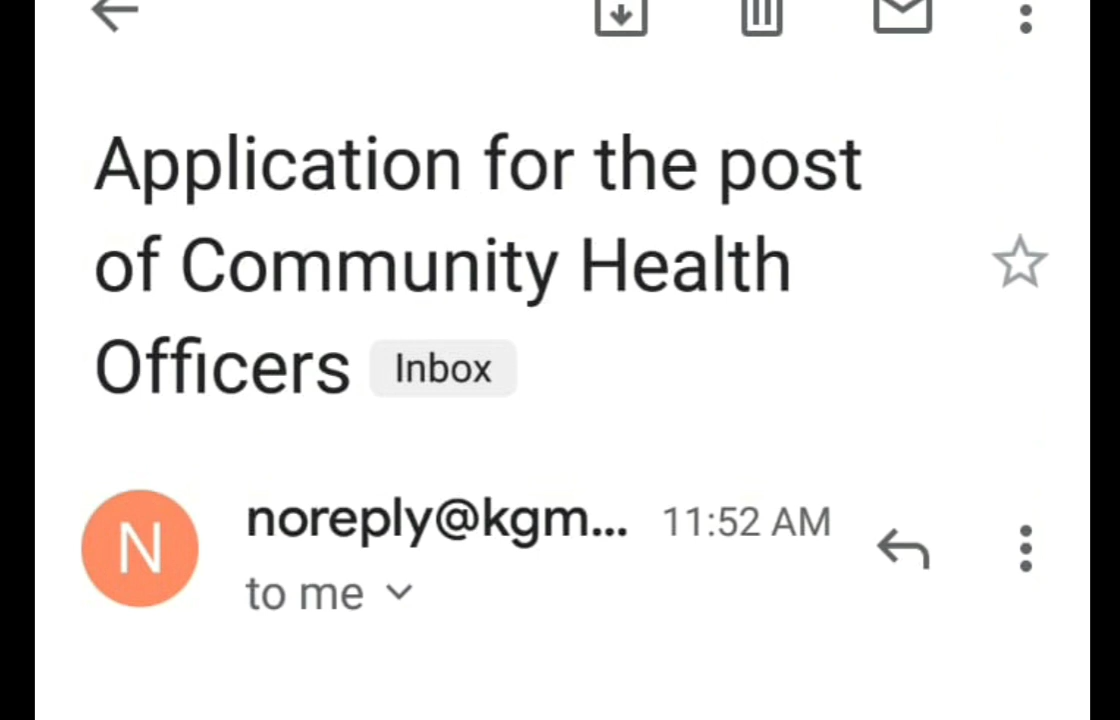 Application for the post
of Community Health
Officers Inbox
N
noreply@kgm... 11:52 AM
to me